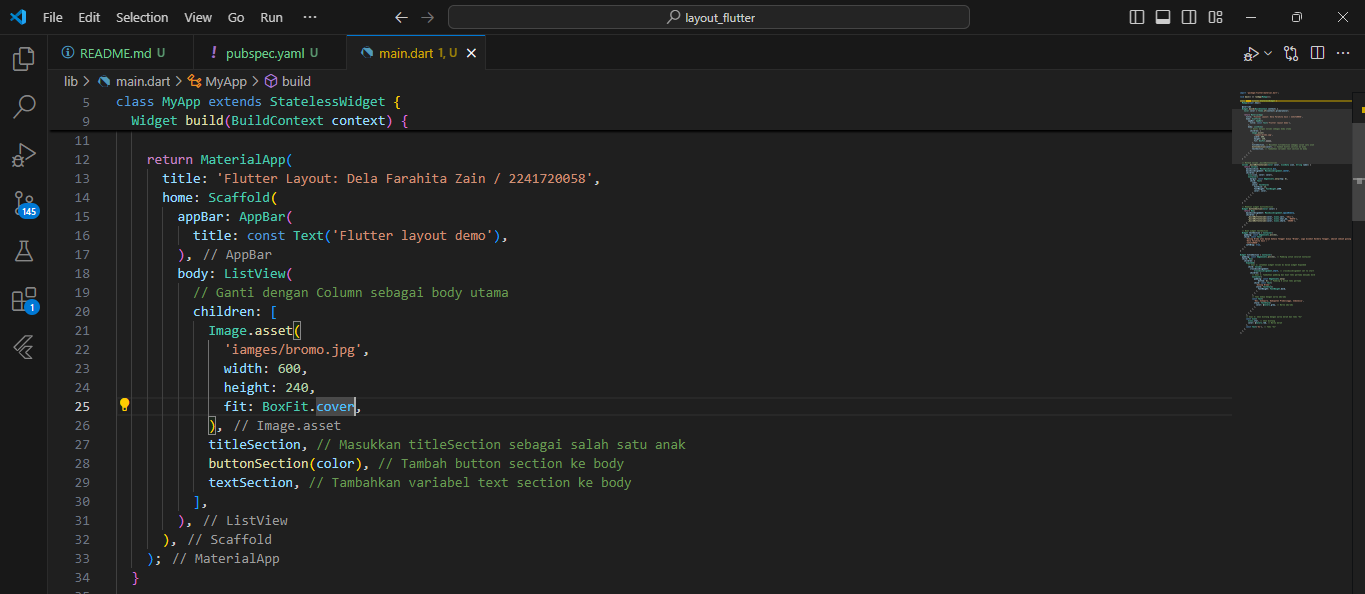 File Edit Selection View Go Run ··· layout_flutter
README.md U pubspec.yaml U main.dart 1, U
lib > main.dart > MyApp > build
5 class MyApp extends StatelessWidget {
9 Widget build(BuildContext context) {
11
12 return MaterialApp(
13 title: 'Flutter Layout: Dela Farahita Zain / 2241720058',
14 home: Scaffold(
15 appBar: AppBar(
16 title: const Text('Flutter layout demo'),
17 ), // AppBar
18 body: ListView(
19 // Ganti dengan Column sebagai body utama
20 children: [
21 Image.asset(
22 'iamges/bromo.jpg',
23 width: 600,
24 height: 240,
25 fit: BoxFit.cover,
26 ), // Image.asset
27 titleSection, // Masukkan titleSection sebagai salah satu anak
28 buttonSection(color), // Tambah button section ke body
29 textSection, // Tambahkan variabel text section ke body
30 ],
31 ), // ListView
32 ), // Scaffold
33 ); // MaterialApp
34 }
145
1